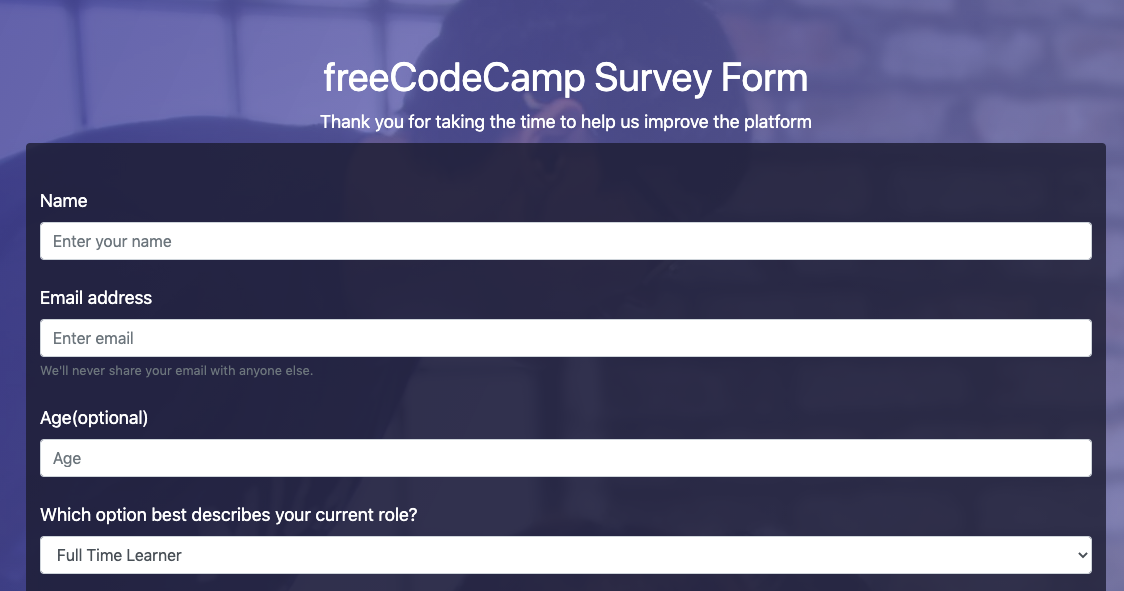 freeCodeCamp Survey Form
Thank you for taking the time to help us improve the platform
Name
Enter your name
Email address
Enter email
We'll never share your email with anyone else.
Age(optional)
Age
Which option best describes your current role?
Full Time Learner